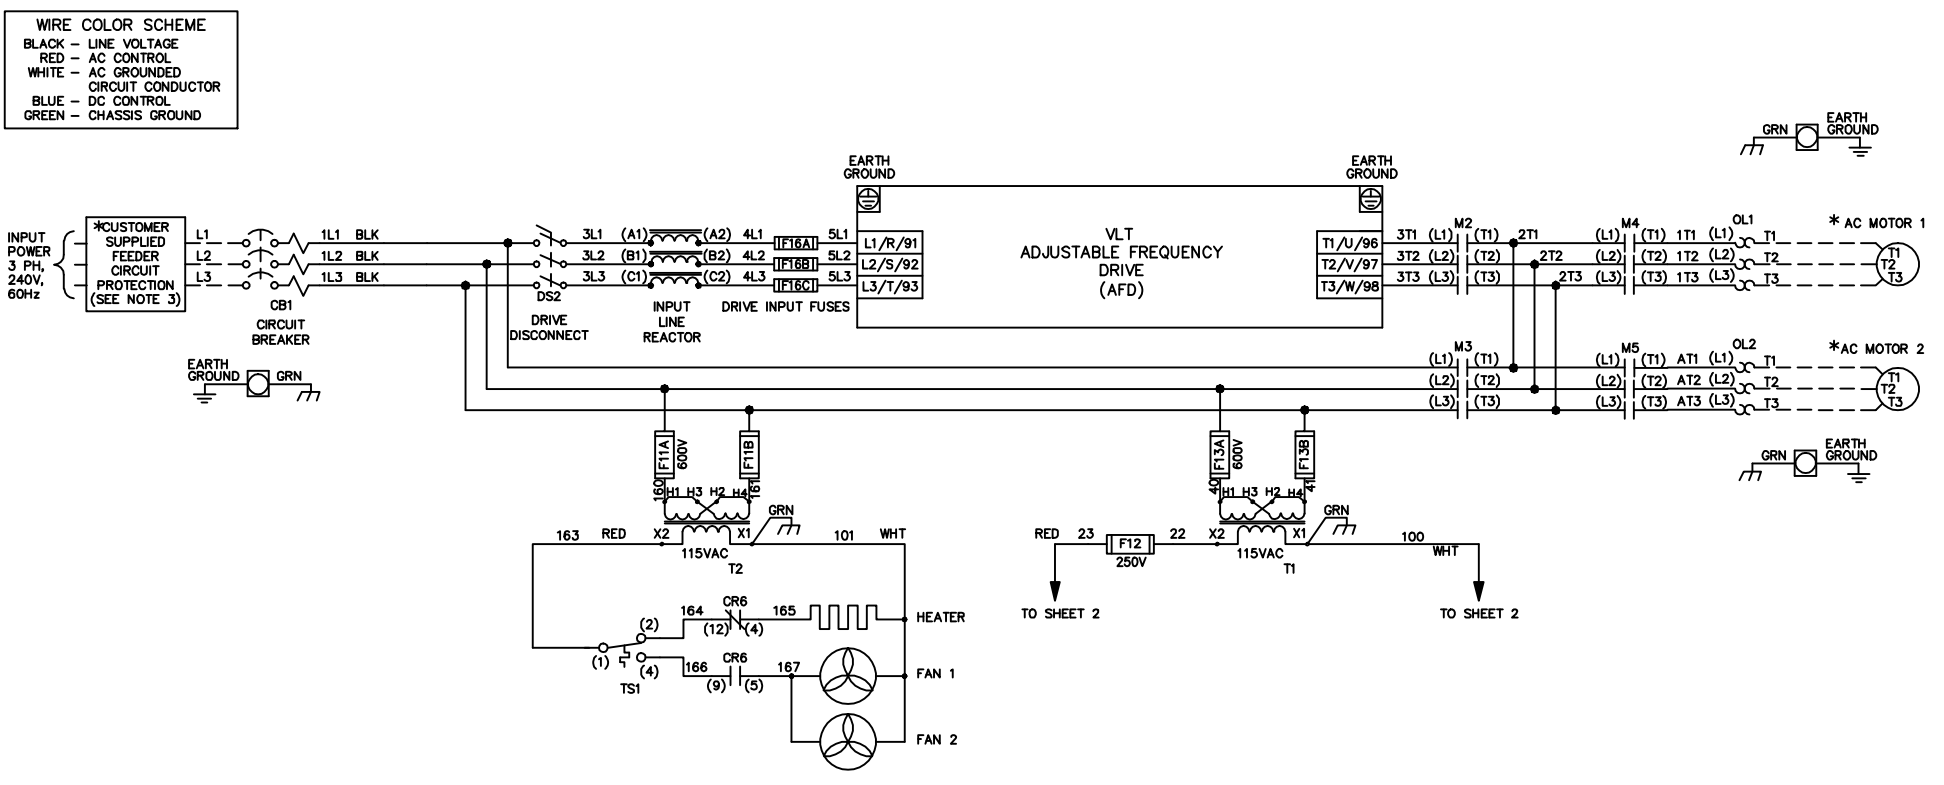 WIRE COLOR SCHEME
BLACK – LINE VOLTAGE
RED – AC CONTROL
WHITE – AC GROUNDED
CIRCUIT CONDUCTOR
BLUE – DC CONTROL
GREEN – CHASSIS GROUND
INPUT
POWER
3 PH,
240V,
60Hz
*CUSTOMER
SUPPLIED
FEEDER
CIRCUIT
PROTECTION
(SEE NOTE 3)
L1
L2
L3
CB1
CIRCUIT
BREAKER
1L1 BLK
1L2 BLK
1L3 BLK
EARTH
GROUND
GRN
DS2
DRIVE
DISCONNECT
3L1 (A1) (A2) 4L1 F16A 5L1
3L2 (B1) (B2) 4L2 F16B 5L2
3L3 (C1) (C2) 4L3 F16C 5L3
INPUT
LINE
REACTOR
DRIVE INPUT FUSES
EARTH
GROUND
L1/R/91
L2/S/92
L3/T/93
VLT
ADJUSTABLE FREQUENCY
DRIVE
(AFD)
EARTH
GROUND
T1/U/96
T2/V/97
T3/W/98
M2
3T1 (L1) (T1) 2T1
3T2 (L2) (T2) 2T2
3T3 (L3) (T3) 2T3
M4
OL1
(L1) (T1) 1T1 (L1) T1
(L2) (T2) 1T2 (L2) T2
(L3) (T3) 1T3 (L3) T3
* AC MOTOR 1
T1
T2
T3
GRN
EARTH
GROUND
M3
(L1) (T1)
(L2) (T2)
(L3) (T3)
M5
OL2
(L1) (T1) AT1 (L1) T1
(L2) (T2) AT2 (L2) T2
(L3) (T3) AT3 (L3) T3
*AC MOTOR 2
T1
T2
T3
GRN
EARTH
GROUND
F11A
600V
F11B
160
161
H1 H3 H2 H4
GRN
163 RED X2 X1 101 WHT
115VAC
T2
F13A
600V
F13B
40
41
H1 H3 H2 H4
GRN
RED 23 F12 22 X2 X1 100
WHT
250V
115VAC
T1
TO SHEET 2
TO SHEET 2
164 CR6 165
(12) (4)
HEATER
(2)
(1)
(4)
TS1
166 CR6 167
(9) (5)
FAN 1
FAN 2